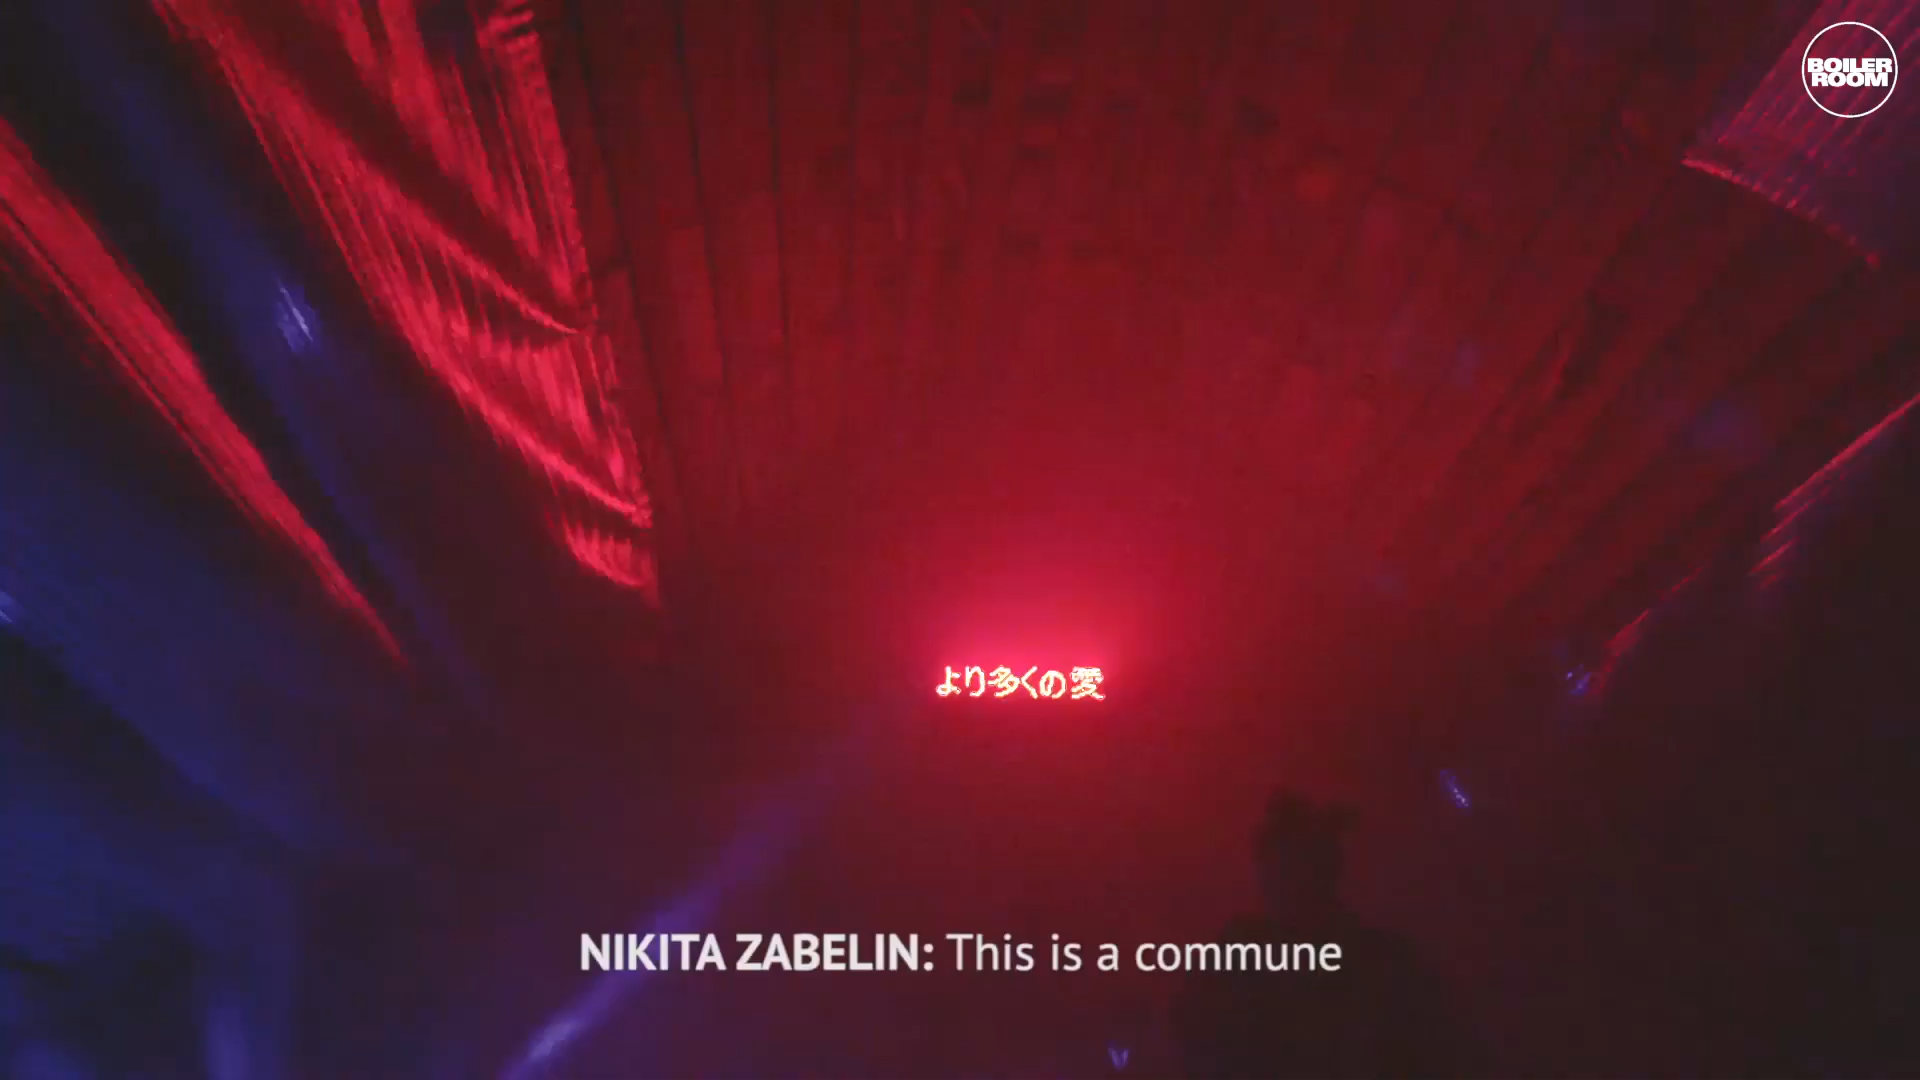 BOILER
ROOM
より多くの愛
NIKITA ZABELIN: This is a commune